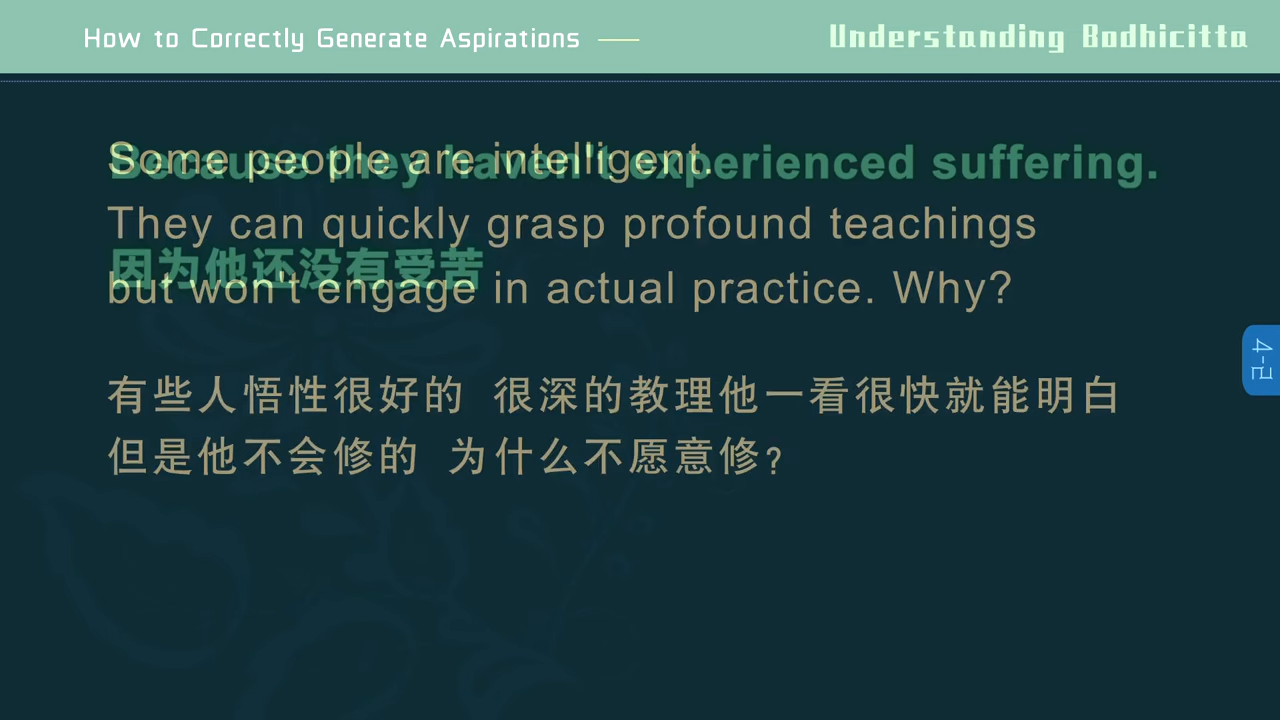 How to Correctly Generate Aspirations
Understanding Bodhicitta
Some people are intelligent.
Because they haven't experienced suffering.
They can quickly grasp profound teachings
因为他还没有受苦
but won't engage in actual practice. Why?
有些人悟性很好的 很深的教理他一看很快就能明白
但是他不会修的 为什么不愿意修?